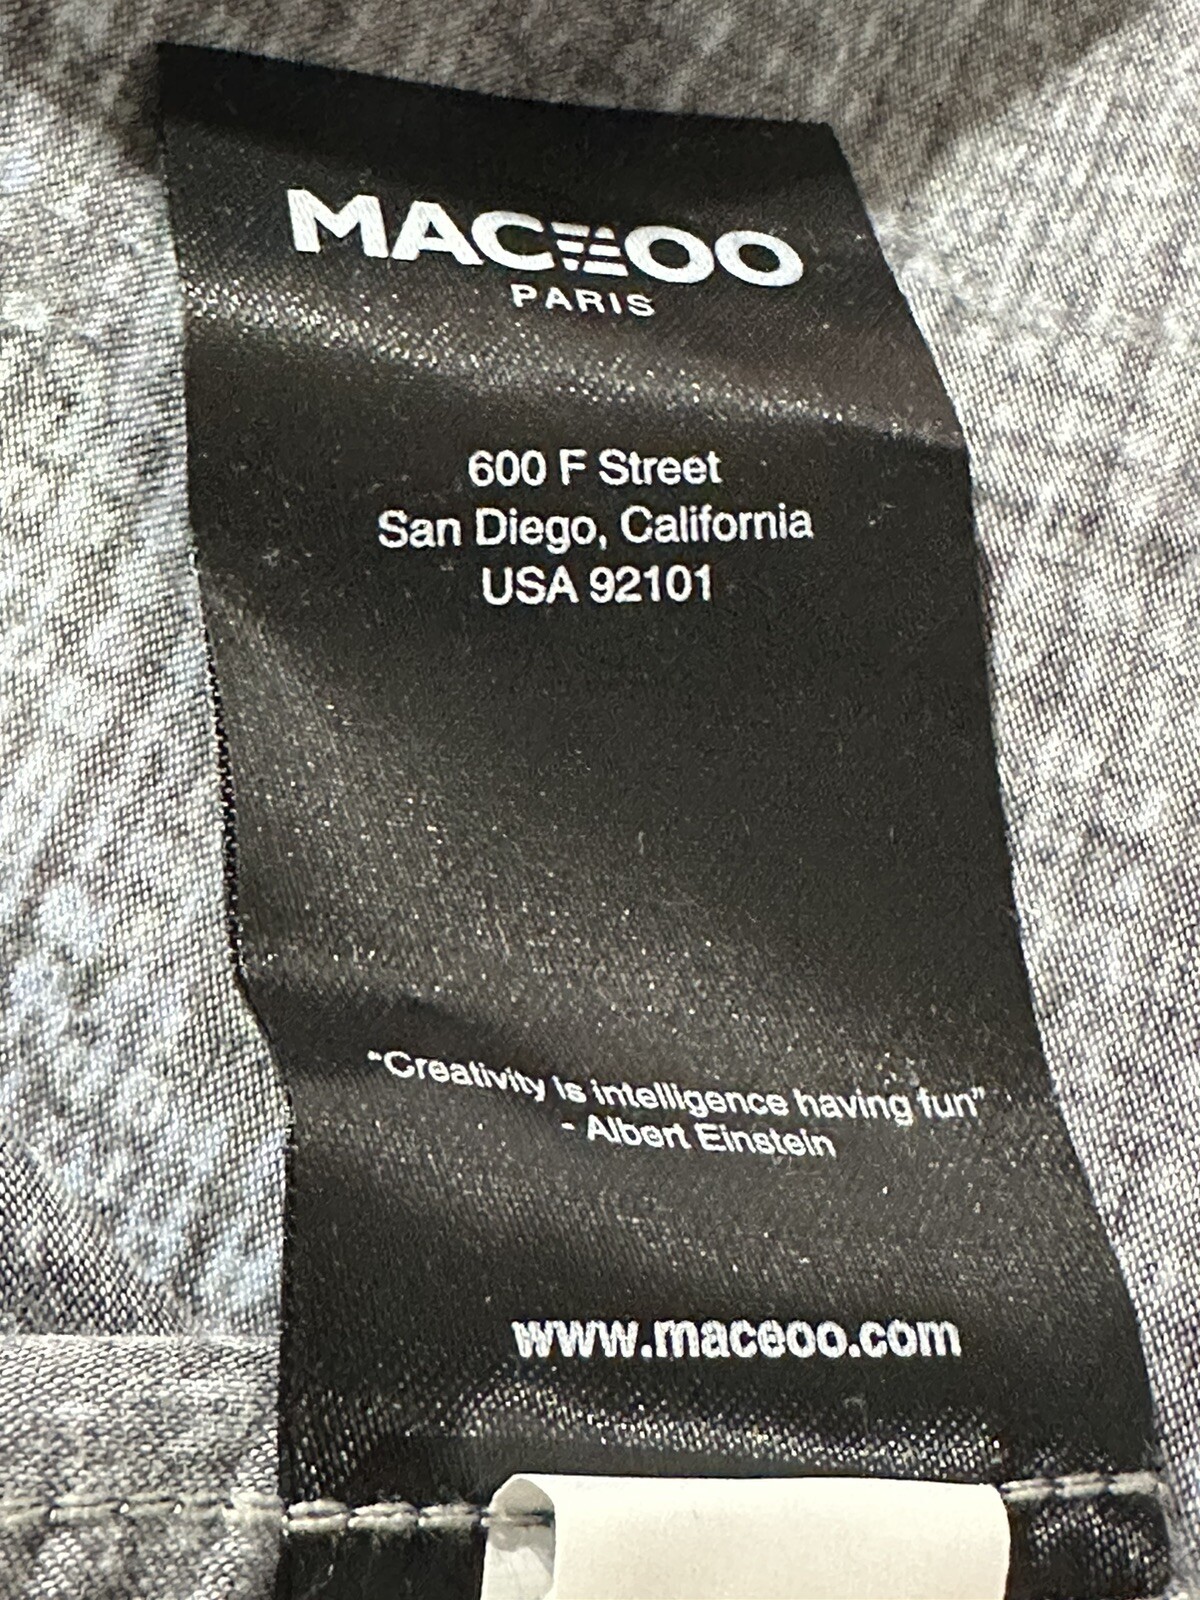 MACEOO
PARIS
600 F Street
San Diego, California
USA 92101
"Creativity is intelligence having fun"
- Albert Einstein
www.maceoo.com